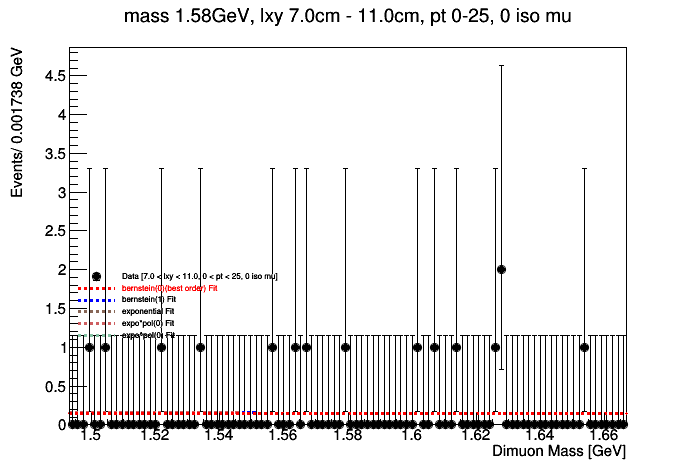 mass 1.58GeV, lxy 7.0cm - 11.0cm, pt 0-25, 0 iso mu
Events/ 0.001738 GeV
4.5
4
3.5
3
2.5
2
1.5
1
0.5
0
Data [7.0 < lxy < 11.0, 0 < pt < 25, 0 iso mu]
bernstein(0)(best order) Fit
bernstein(1) Fit
exponential Fit
expo*pol(0) Fit
expo*pol(0) Fit
1.5 1.52 1.54 1.56 1.58 1.6 1.62 1.64 1.66
Dimuon Mass [GeV]